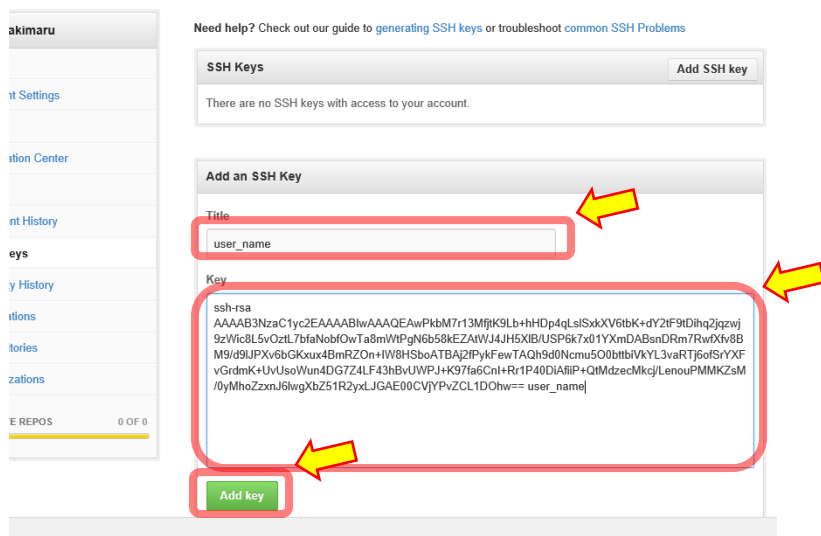 akimaru
Need help? Check out our guide to generating SSH keys or troubleshoot common SSH Problems
SSH Keys
Add SSH key
nt Settings
There are no SSH keys with access to your account.
ation Center
Add an SSH Key
Title
nt History
user_name
eys
Key
y History
ssh-rsa
AAAAB3NzaC1yc2EAAAABIwAAAQEAwPkbM7r13MfjtK9Lb+hHDp4qLslSxkXV6tbK+dY2tF9tDihq2jqzwj
9zWic8L5vOztL7bfaNobfOwTa8mWtPgN6b58kEZAtWJ4JH5XIB/USP6k7x01YXmDABsnDRm7RwfXfv8B
M9/d9IJPXv6bGKxux4BmRZOn+IW8HSboATBAj2fPykFewTAQh9d0Ncmu5O0bttbiVkYL3vaRTj6ofSrYXF
vGrdmK+UvUsoWun4DG7Z4LF43hBvUWPJ+K97fa6CnI+Rr1P40DiAfiiP+QtMdzecMkcj/LenouPMMKZsM
/0yMhoZzxnJ6lwgXbZ51R2yxLJGAE00CVjYPvZCL1DOhw== user_name
ations
itories
zations
E REPOS 0 OF 0
Add key